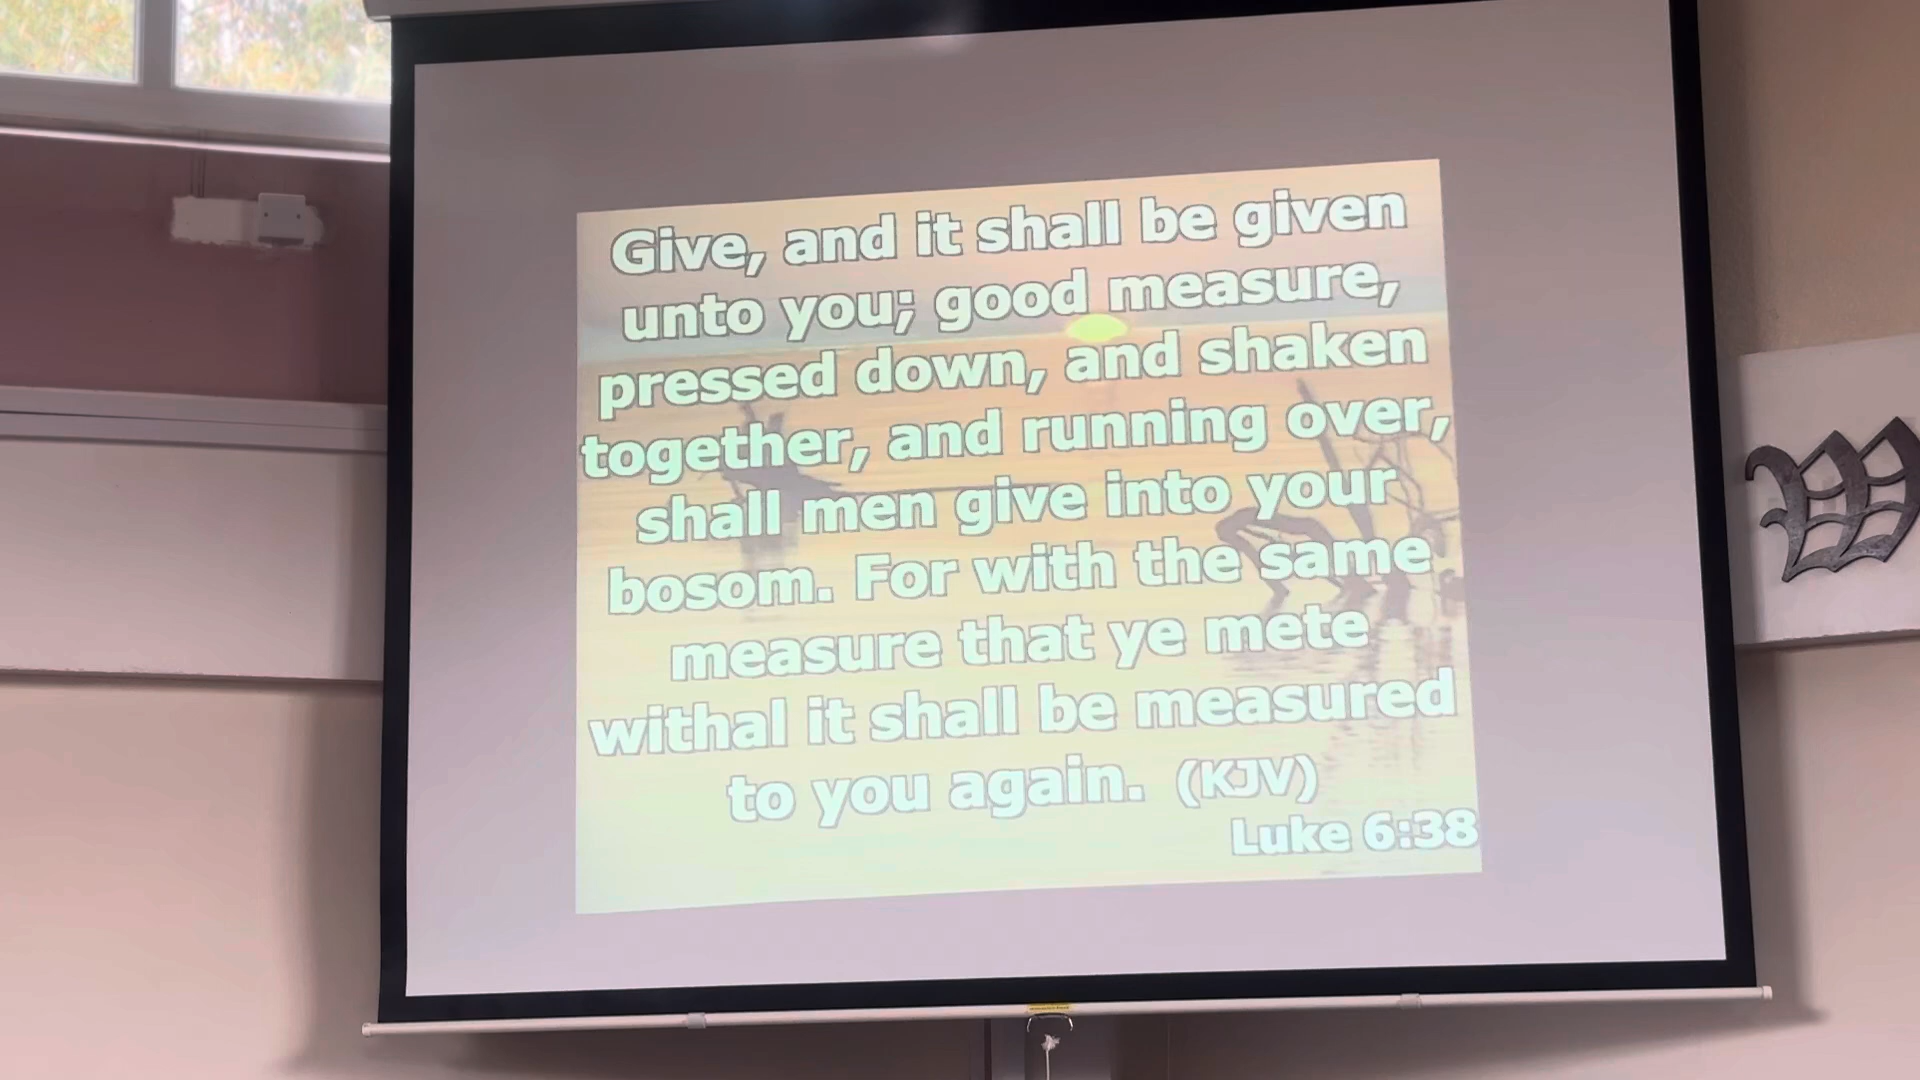 Give, and it shall be given
unto you; good measure,
pressed down, and shaken
together, and running over,
shall men give into your
bosom. For with the same
measure that ye mete
withal it shall be measured
to you again. (KJV)
Luke 6:38
W